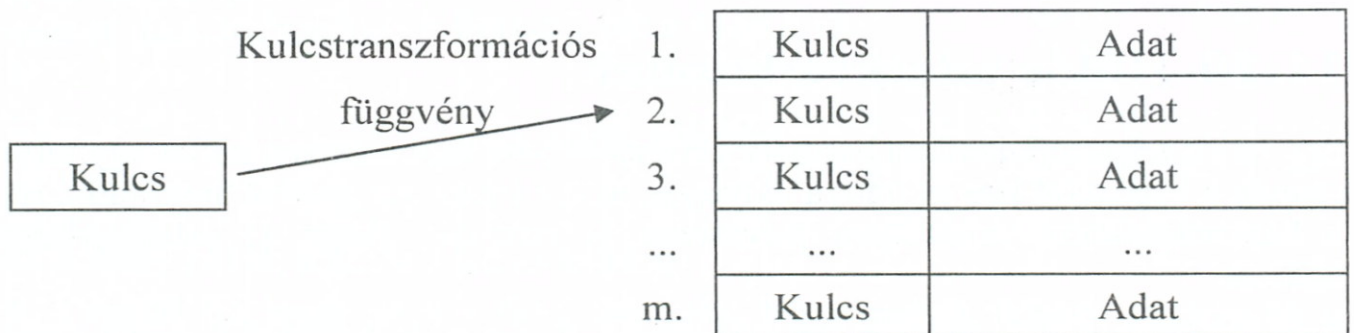 Kulcstranszformációs 1. Kulcs Adat
függvény 2. Kulcs Adat
Kulcs 3. Kulcs Adat
... ... ...
m. Kulcs Adat